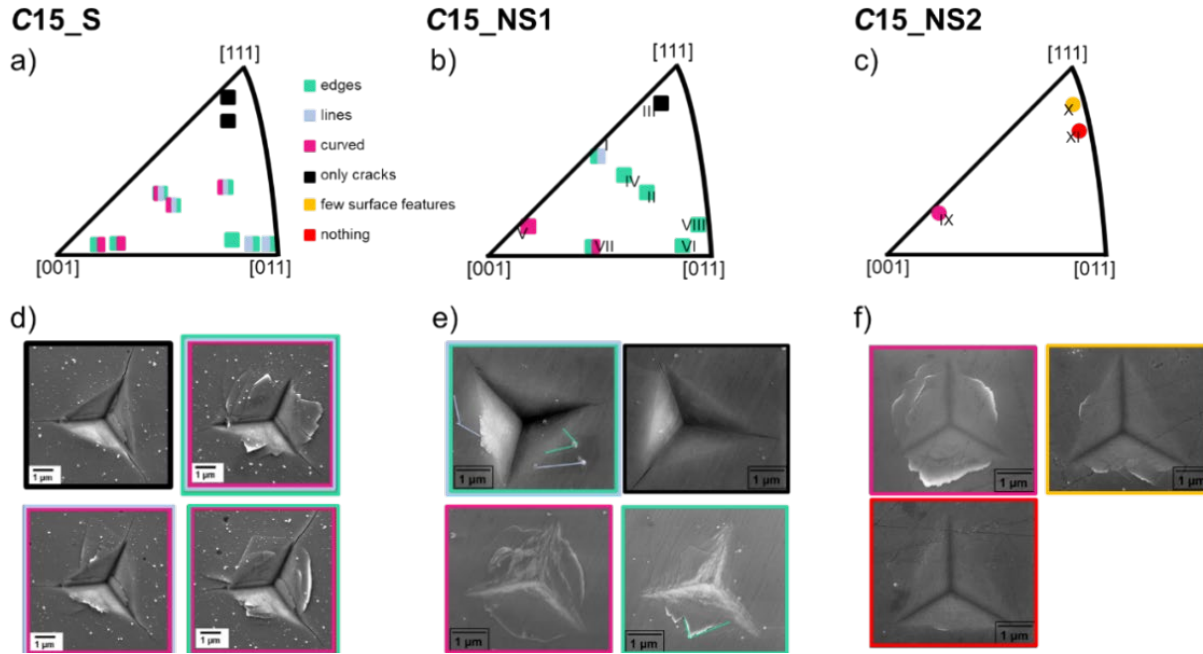 C15_S
C15_NS1
C15_NS2
a)
[111]
[001]
[011]
edges
lines
curved
only cracks
few surface features
nothing
b)
[111]
III
I
IV
II
V
VIII
VII
VI
[001]
[011]
c)
[111]
X
XI
IX
[001]
[011]
d)
1 µm
1 µm
1 µm
1 µm
e)
1 µm
1 µm
1 µm
1 µm
f)
1 µm
1 µm
1 µm